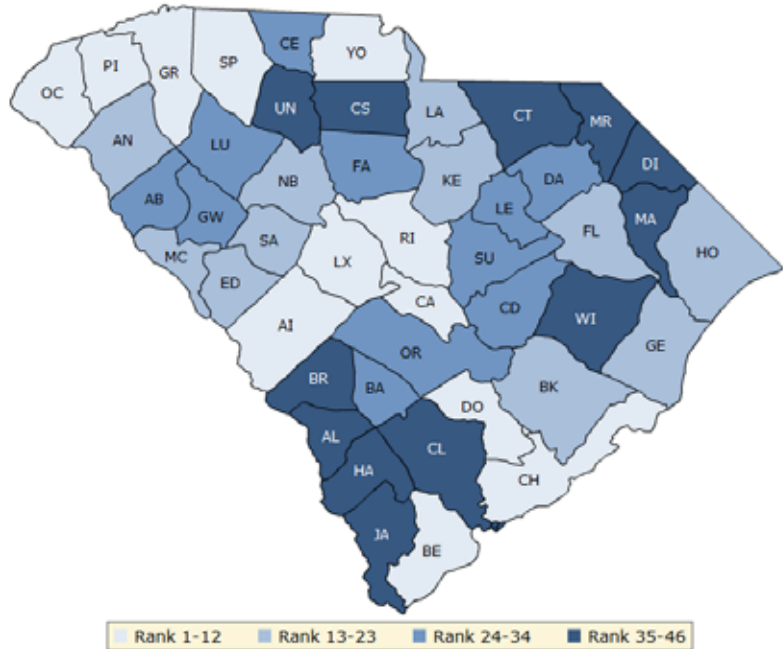 CE
YO
SP
PI
GR
OC
UN
CS
LA
CT
MR
AN
LU
DI
FA
NB
KE
DA
AB
LE
GW
MA
FL
SA
RI
HO
MC
LX
SU
ED
CA
CD
WI
AI
GE
OR
BR
BA
BK
DO
AL
CL
HA
CH
JA
BE
Rank 1-12 Rank 13-23 Rank 24-34 Rank 35-46